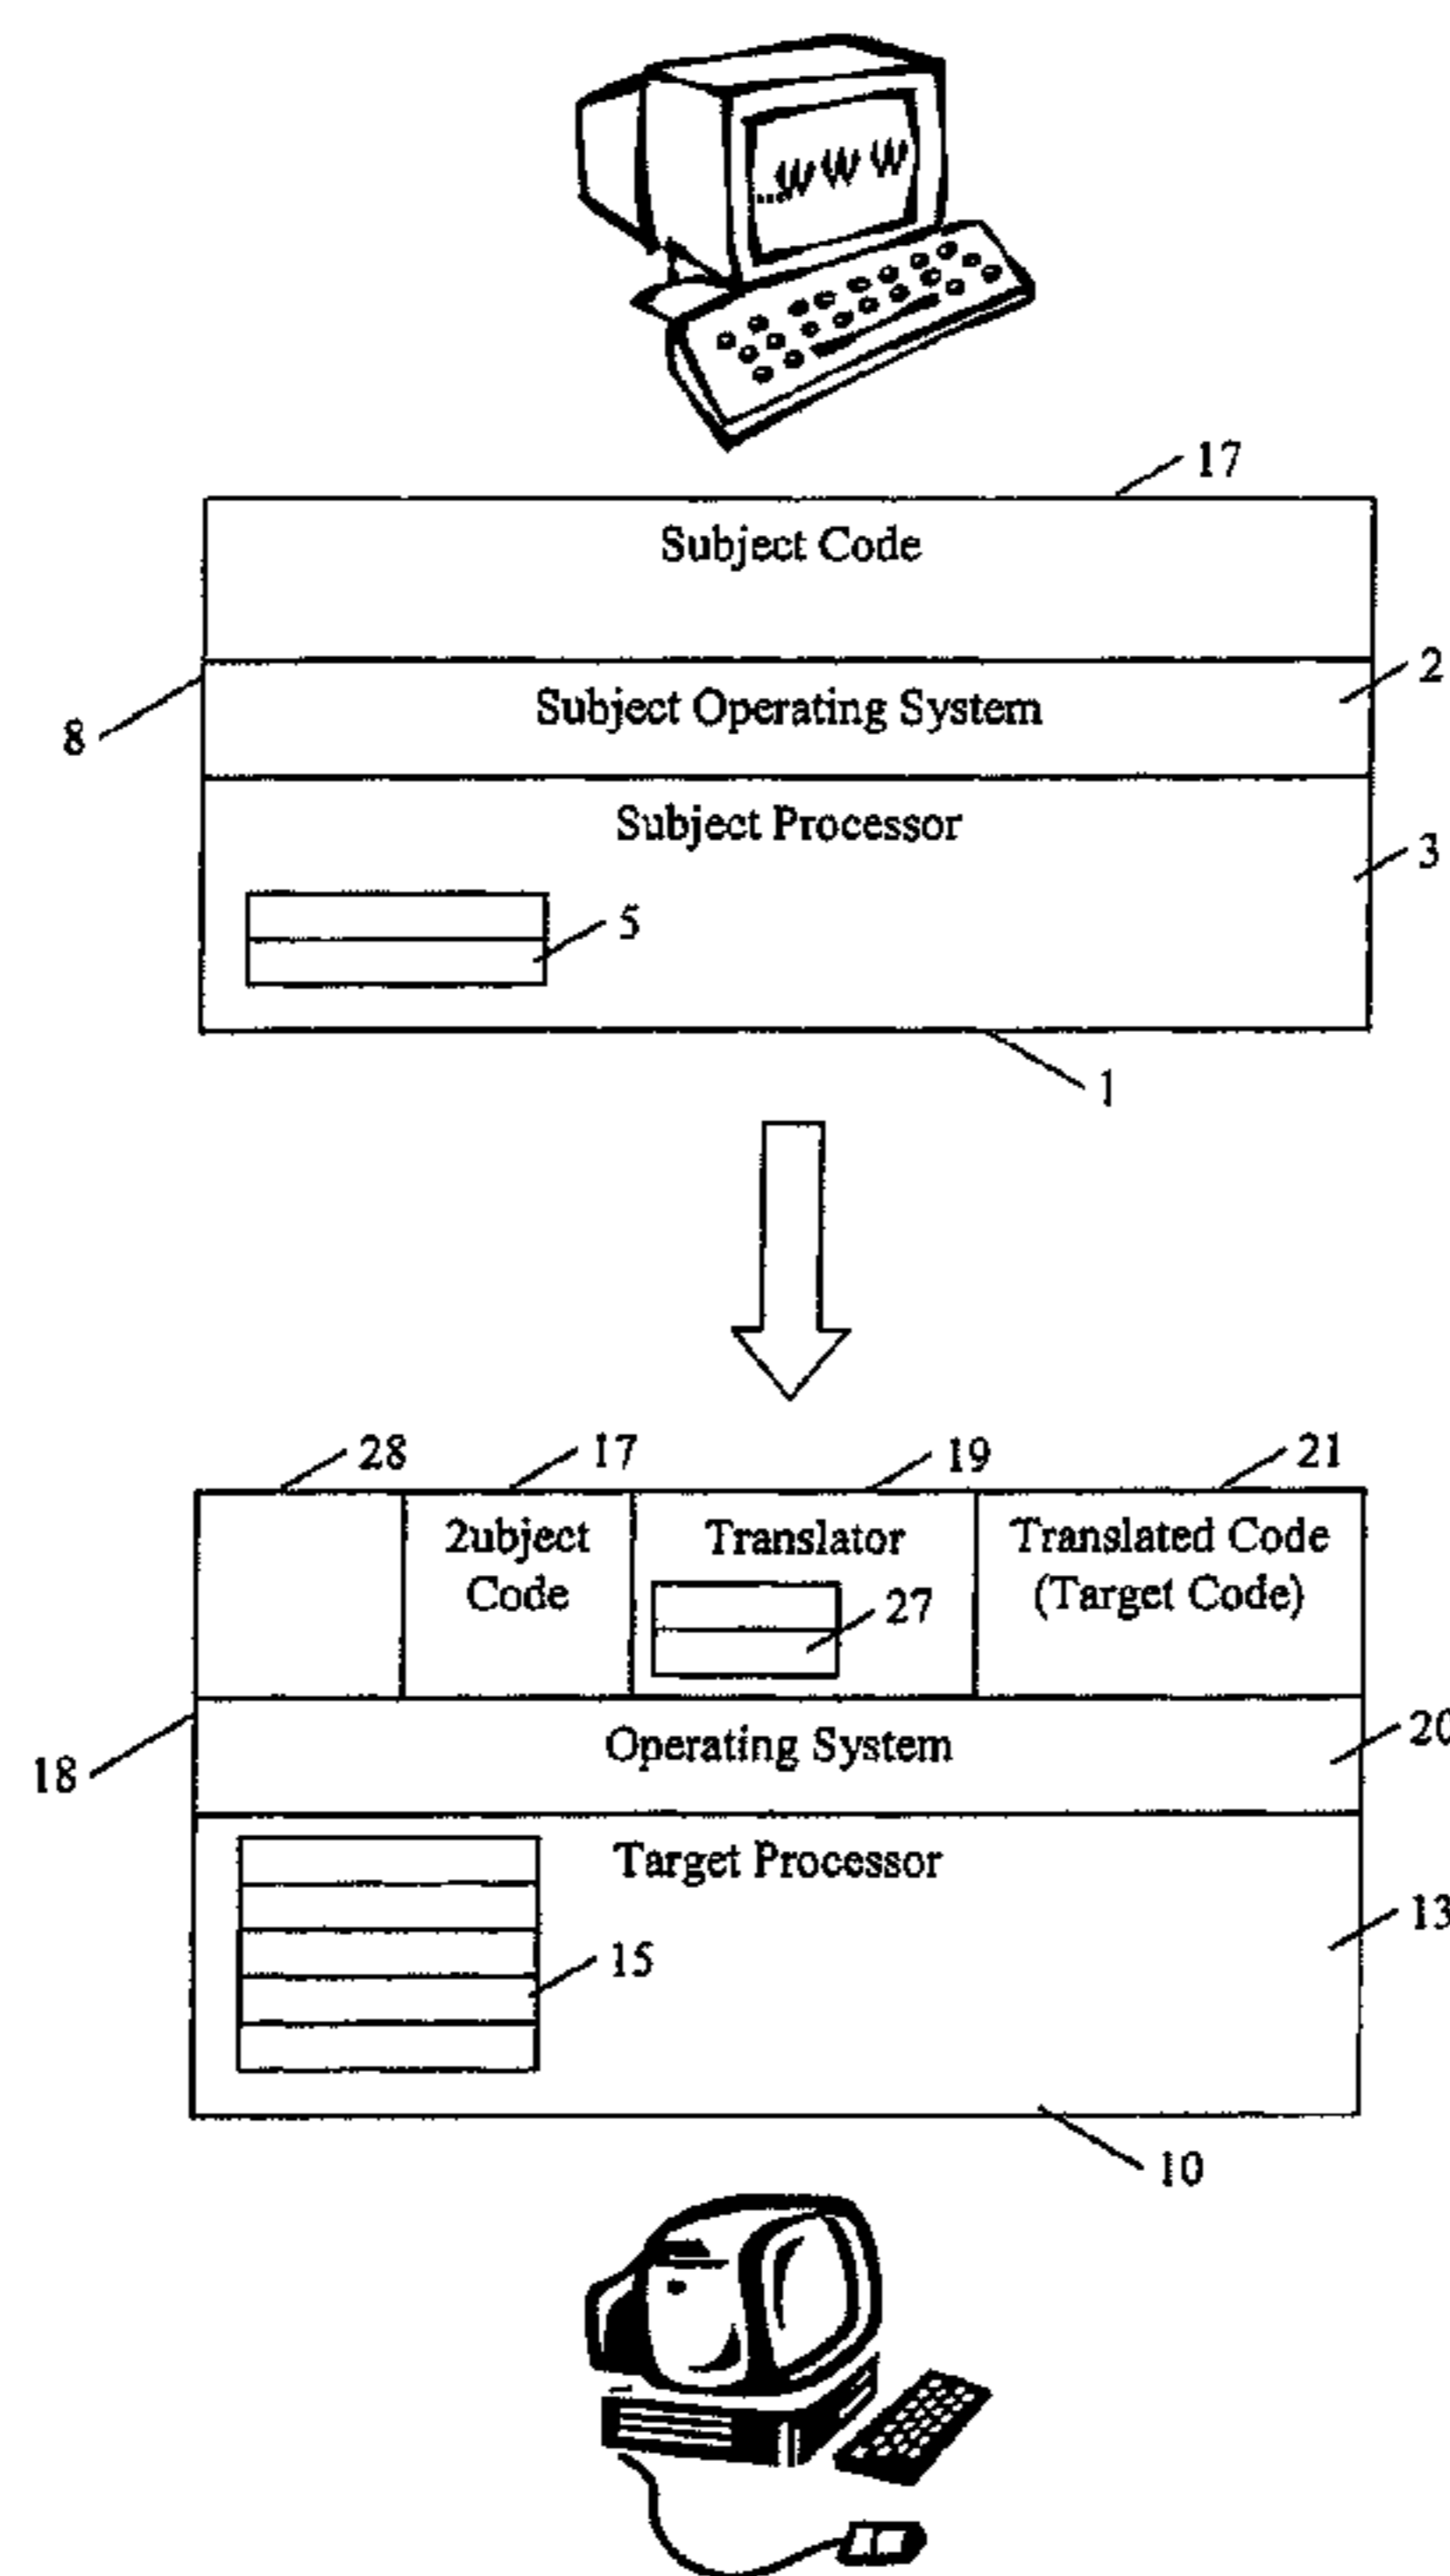 ...W W W
17
Subject Code
2
Subject Operating System
8
Subject Processor
3
5
1
28 17 19 21
2ubject Translator Translated Code
Code (Target Code)
27
20
Operating System
18
Target Processor
13
15
10